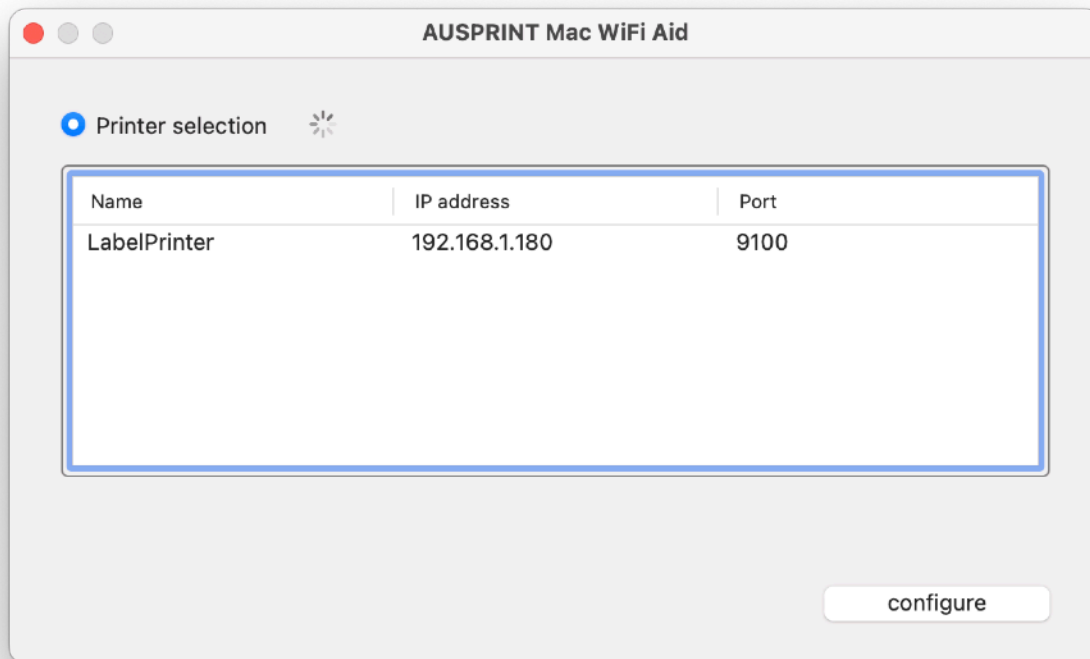 AUSPRINT Mac WiFi Aid
Printer selection
Name IP address Port
LabelPrinter 192.168.1.180 9100
configure